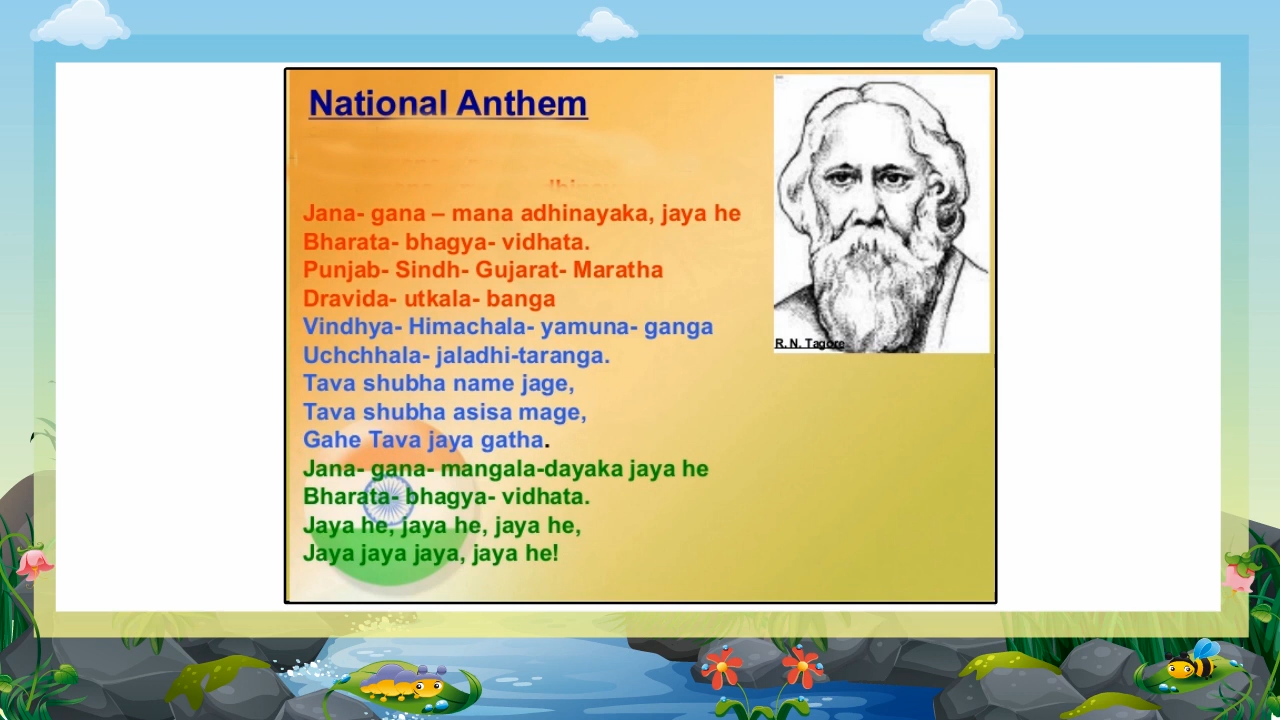 National Anthem
Jana- gana – mana adhinayaka, jaya he
Bharata- bhagya- vidhata.
Punjab- Sindh- Gujarat- Maratha
Dravida- utkala- banga
Vindhya- Himachala- yamuna- ganga
Uchchhala- jaladhi-taranga.
Tava shubha name jage,
Tava shubha asisa mage,
Gahe Tava jaya gatha.
Jana- gana- mangala-dayaka jaya he
Bharata- bhagya- vidhata.
Jaya he, jaya he, jaya he,
Jaya jaya jaya, jaya he!
R. N. Tagore